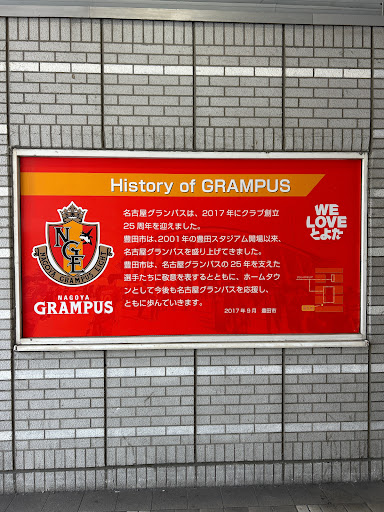 History of GRAMPUS
名古屋グランパスは、2017年にクラブ創立
25周年を迎えました。
豊田市は、2001年の豊田スタジアム開場以来、
名古屋グランパスを盛り上げてきました。
豊田市は、名古屋グランパスの25年を支えた
選手たちに敬意を表するとともに、ホームタウ
ンとして今後も名古屋グランパスを応援し、
ともに歩んでいきます。
2017年9月 豊田市
NGE
NAGOYA GRAMPUS EIGHT
NAGOYA
GRAMPUS
WE
LOVE
とよた